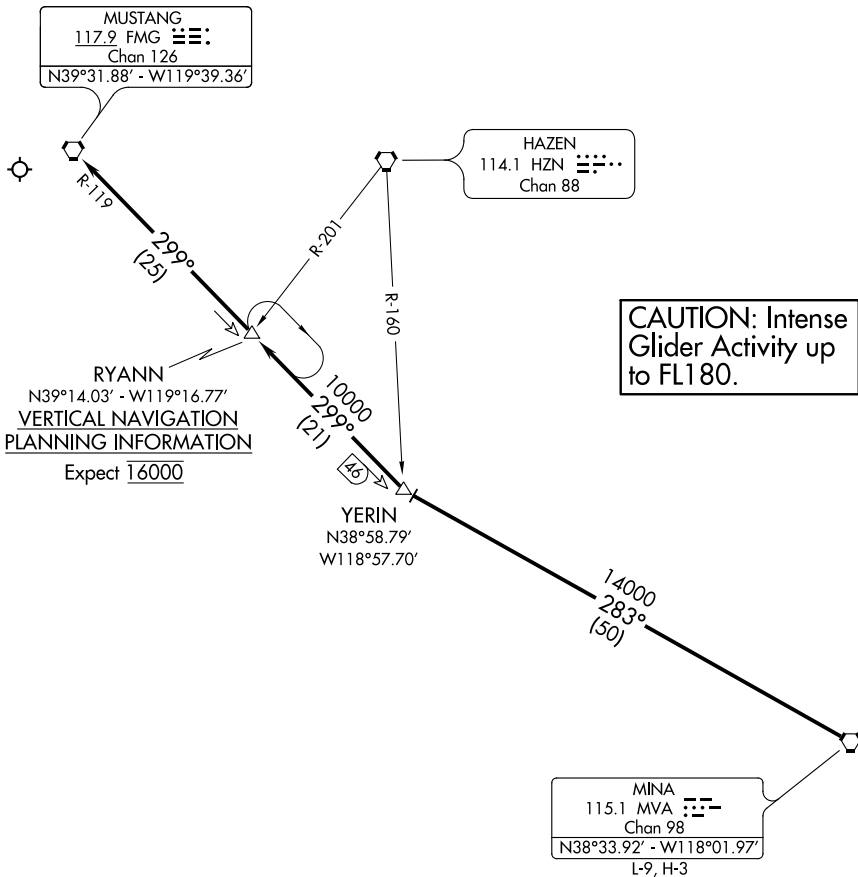 MUSTANG
117.9 FMG
Chan 126
N39°31.88' - W119°39.36'
HAZEN
114.1 HZN
Chan 88
R-119
299°
(25)
R-201
R-160
CAUTION: Intense
Glider Activity up
to FL180.
RYANN
N39°14.03' - W119°16.77'
VERTICAL NAVIGATION
PLANNING INFORMATION
Expect 16000
10000
299°
(21)
46
YERIN
N38°58.79'
W118°57.70'
14000
283°
(50)
MINA
115.1 MVA
Chan 98
N38°33.92' - W118°01.97'
L-9, H-3